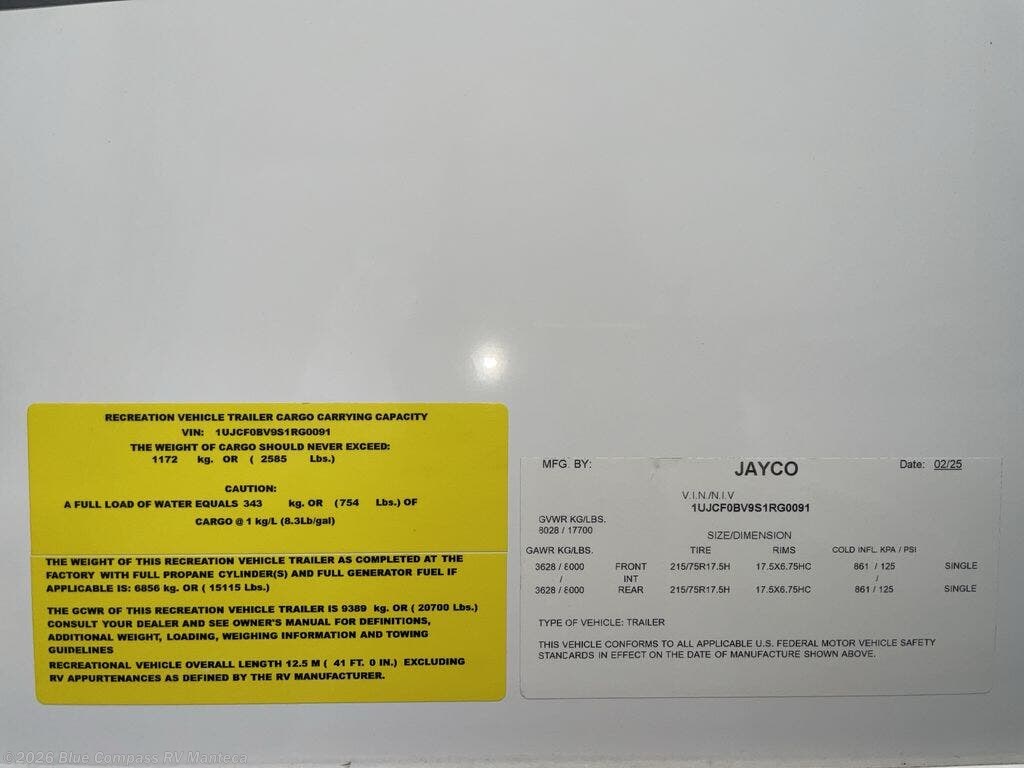 RECREATION VEHICLE TRAILER CARGO CARRYING CAPACITY
VIN: 1UJCF0BV9S1RG0091
THE WEIGHT OF CARGO SHOULD NEVER EXCEED:
1172 kg. OR ( 2585 Lbs.)
CAUTION:
A FULL LOAD OF WATER EQUALS 343 kg. OR (754 Lbs.) OF
CARGO @ 1 kg/L (8.3Lb/gal)
THE WEIGHT OF THIS RECREATION VEHICLE TRAILER AS COMPLETED AT THE
FACTORY WITH FULL PROPANE CYLINDER(S) AND FULL GENERATOR FUEL IF
APPLICABLE IS: 6856 kg. OR ( 15115 Lbs.)
THE GCWR OF THIS RECREATION VEHICLE TRAILER IS 9389 kg. OR ( 20700 Lbs.)
CONSULT YOUR DEALER AND SEE OWNER'S MANUAL FOR DEFINITIONS,
ADDITIONAL WEIGHT, LOADING, WEIGHING INFORMATION AND TOWING
GUIDELINES
RECREATIONAL VEHICLE OVERALL LENGTH 12.5 M ( 41 FT. 0 IN.) EXCLUDING
RV APPURTENANCES AS DEFINED BY THE RV MANUFACTURER.
MFG. BY: JAYCO Date: 02/25
V.I.N./N.I.V
1UJCF0BV9S1RG0091
GVWR KG/LBS.
8028 / 17700
SIZE/DIMENSION
GAWR KG/LBS. TIRE RIMS COLD INFL. KPA / PSI
3628 / 8000 FRONT 215/75R17.5H 17.5X6.75HC 861 / 125 SINGLE
/ INT /
3628 / 8000 REAR 215/75R17.5H 17.5X6.75HC 861 / 125 SINGLE
TYPE OF VEHICLE: TRAILER
THIS VEHICLE CONFORMS TO ALL APPLICABLE U.S. FEDERAL MOTOR VEHICLE SAFETY
STANDARDS IN EFFECT ON THE DATE OF MANUFACTURE SHOWN ABOVE.
©2026 Blue Compass RV Manteca